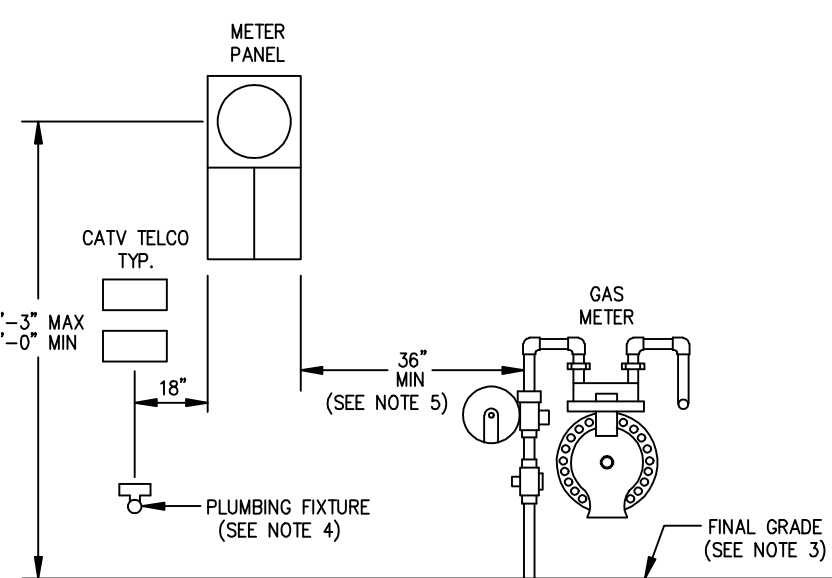 METER
PANEL
CATV TELCO
TYP.
'-3" MAX
'-0" MIN
18"
36"
MIN
(SEE NOTE 5)
GAS
METER
PLUMBING FIXTURE
(SEE NOTE 4)
FINAL GRADE
(SEE NOTE 3)